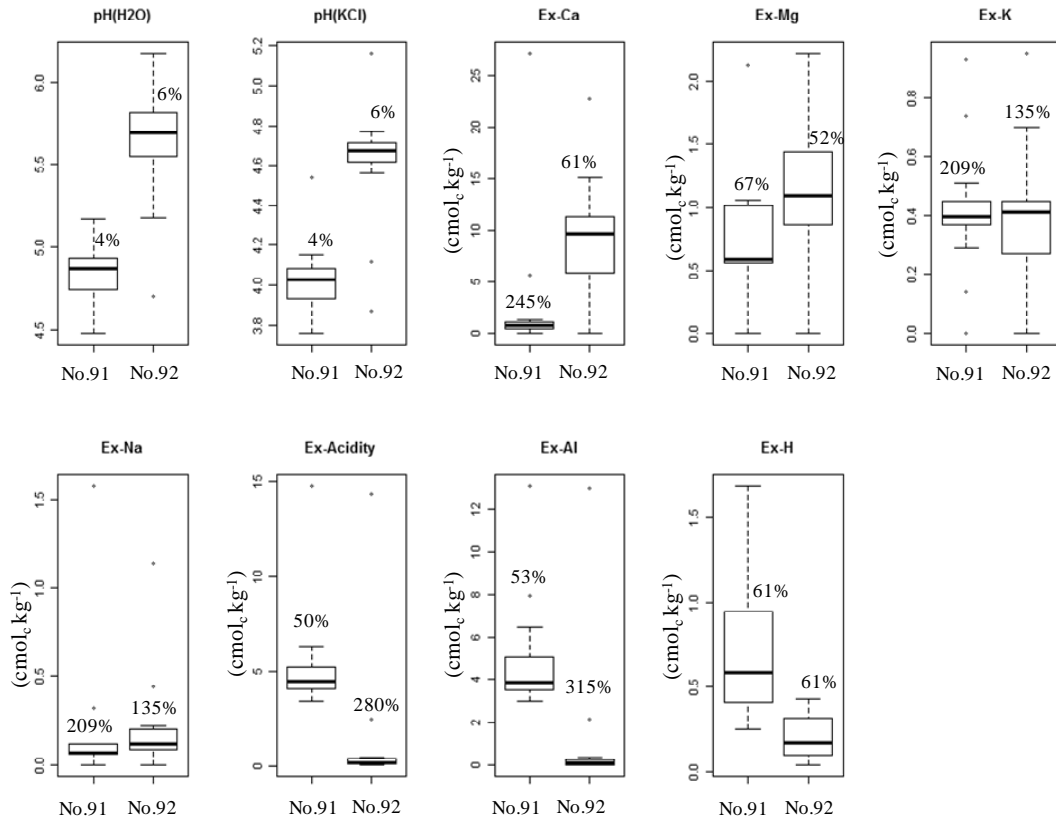 pH(H2O)
pH(KCl)
Ex-Ca
Ex-Mg
Ex-K
4.5 5.0 5.5 6.0
4%
6%
No.91 No.92
3.8 4.0 4.2 4.4 4.6 4.8 5.0 5.2
4%
6%
No.91 No.92
(cmolc kg-1)
0 5 10 15 20 25
245%
61%
No.91 No.92
(cmolc kg-1)
0.0 0.5 1.0 1.5 2.0
67%
52%
No.91 No.92
(cmolc kg-1)
0.0 0.2 0.4 0.6 0.8
209%
135%
No.91 No.92
Ex-Na
Ex-Acidity
Ex-Al
Ex-H
(cmolc kg-1)
0.0 0.5 1.0 1.5
209%
135%
No.91 No.92
(cmolc kg-1)
0 5 10 15
50%
280%
No.91 No.92
(cmolc kg-1)
0 2 4 6 8 10 12
53%
315%
No.91 No.92
(cmolc kg-1)
0.0 0.5 1.0 1.5
61%
61%
No.91 No.92